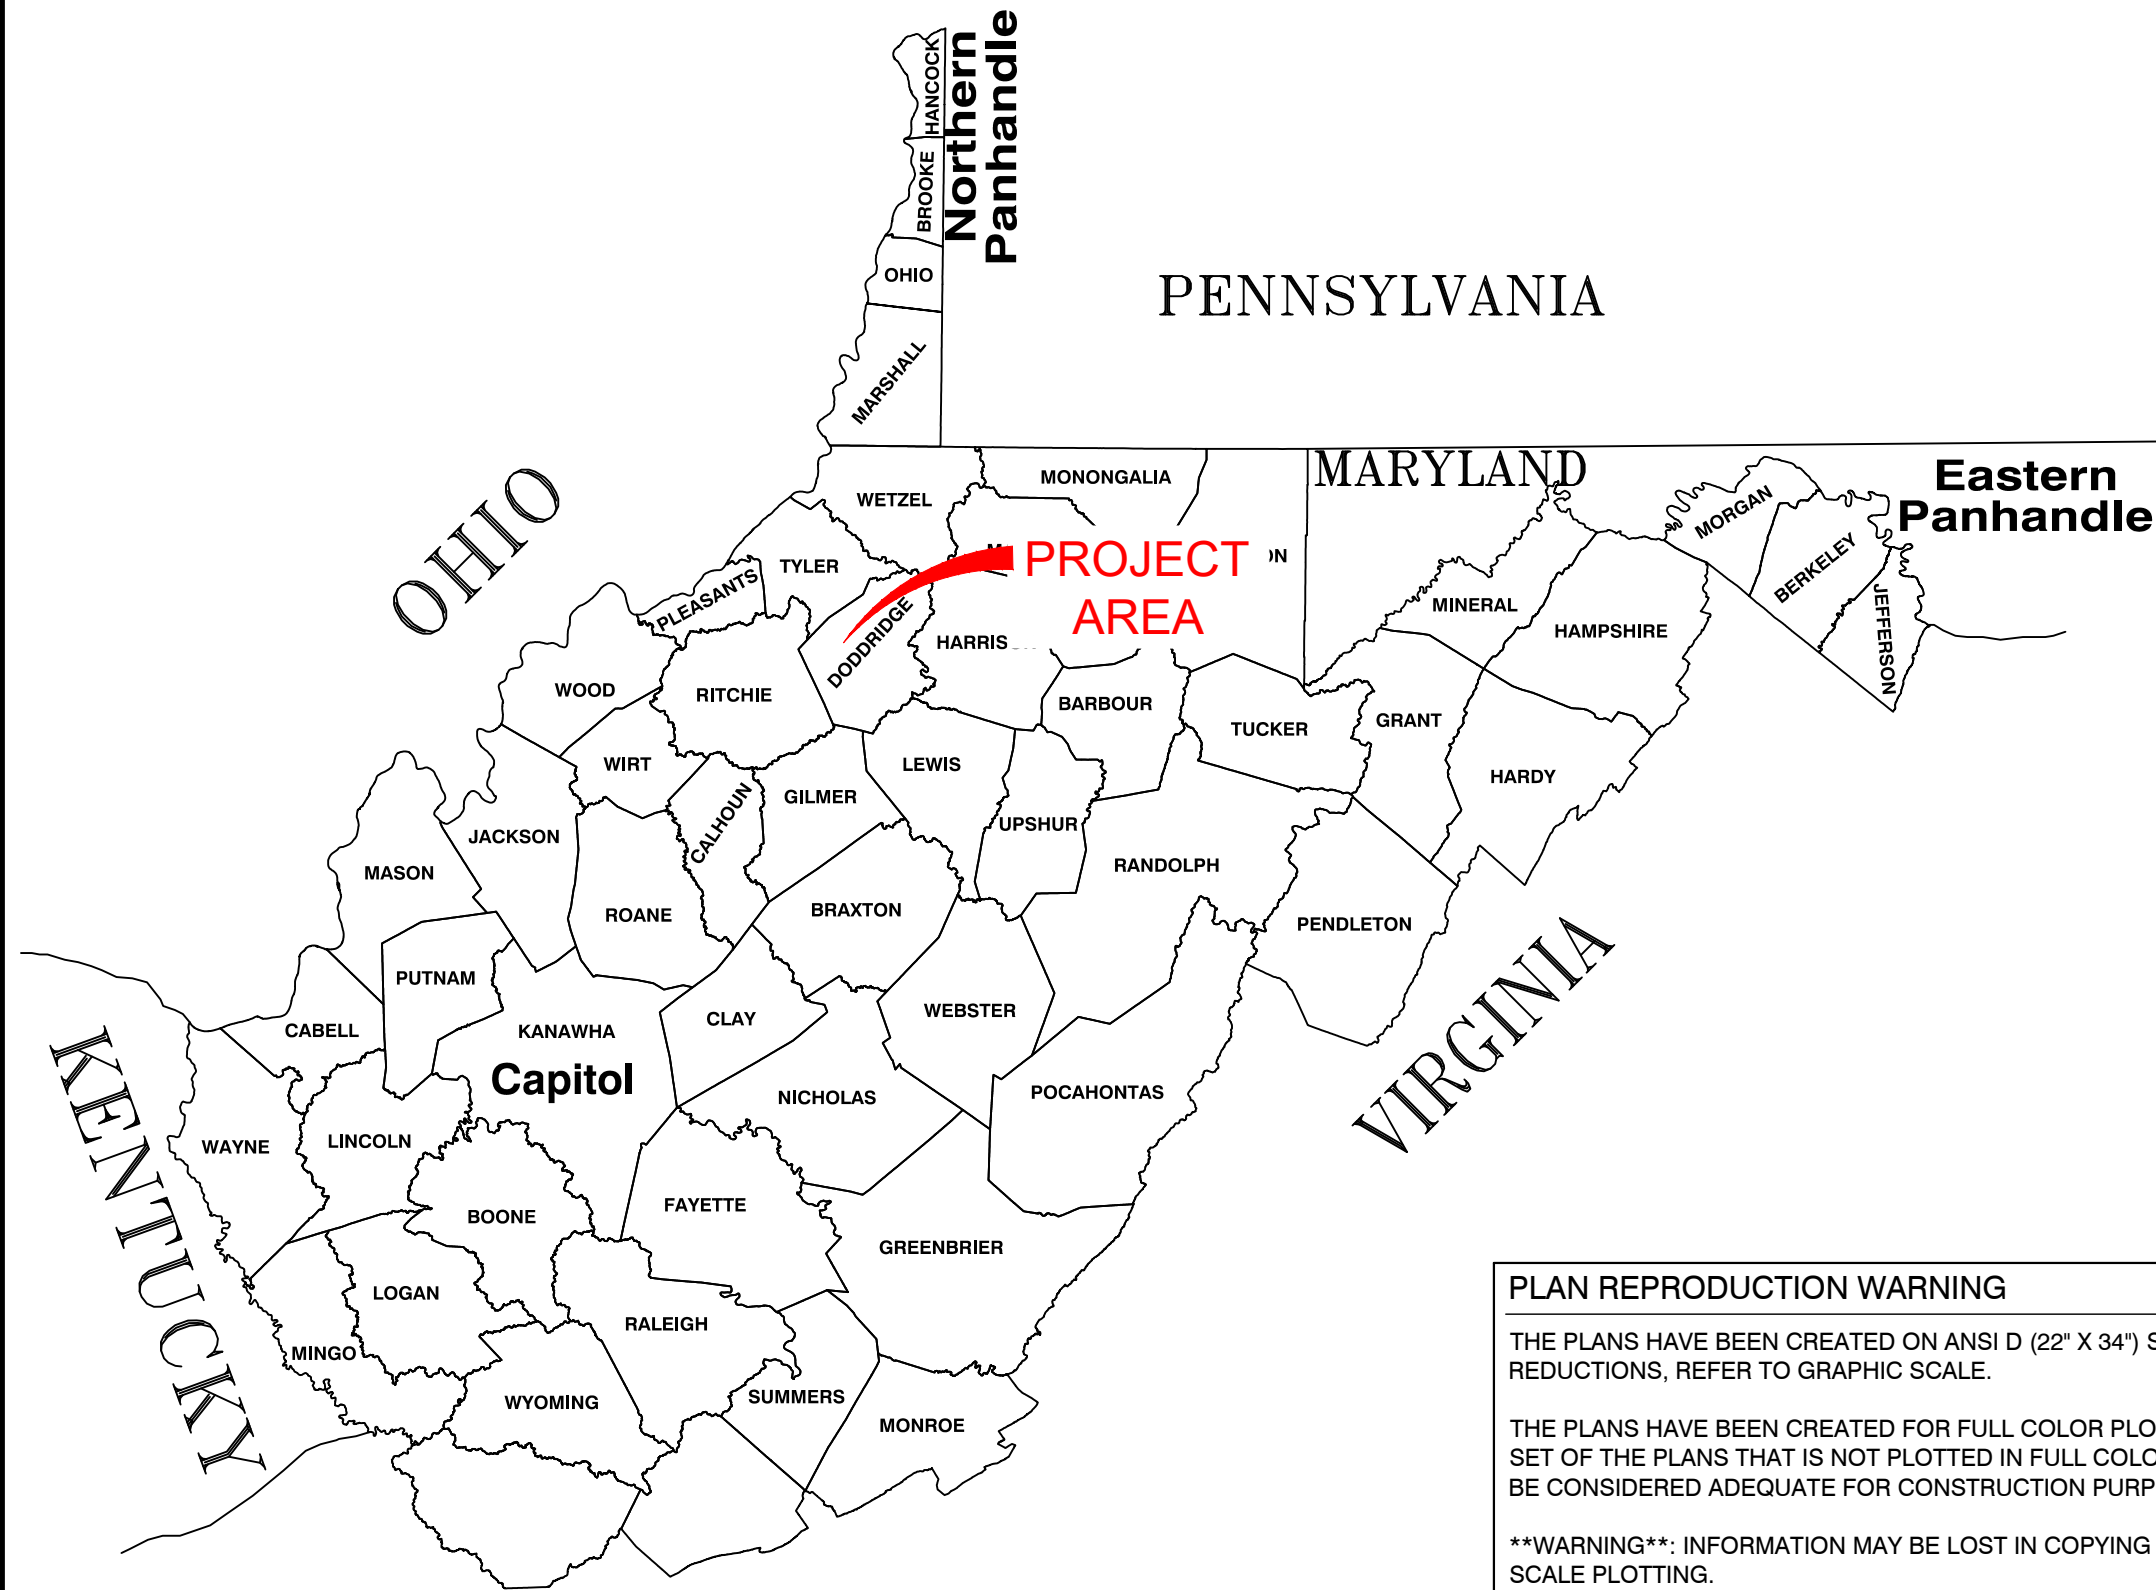 HANCOCK
Northern
Panhandle
BROOKE
OHIO
PENNSYLVANIA
MARSHALL
MARYLAND
Eastern
Panhandle
MONONGALIA
WETZEL
MORGAN
OHIO
PROJECT
AREA
ON
TYLER
BERKELEY
PLEASANTS
MINERAL
JEFFERSON
DODDRIDGE
HARRIS
HAMPSHIRE
WOOD
RITCHIE
BARBOUR
TUCKER
GRANT
WIRT
LEWIS
HARDY
GILMER
CALHOUN
UPSHUR
JACKSON
RANDOLPH
MASON
ROANE
BRAXTON
PENDLETON
PUTNAM
VIRGINIA
WEBSTER
CLAY
CABELL
KANAWHA
Capitol
KENTUCKY
NICHOLAS
POCAHONTAS
WAYNE
LINCOLN
FAYETTE
BOONE
GREENBRIER
LOGAN
RALEIGH
MINGO
SUMMERS
WYOMING
MONROE
PLAN REPRODUCTION WARNING
THE PLANS HAVE BEEN CREATED ON ANSI D (22" X 34") S
REDUCTIONS, REFER TO GRAPHIC SCALE.
THE PLANS HAVE BEEN CREATED FOR FULL COLOR PLO
SET OF THE PLANS THAT IS NOT PLOTTED IN FULL COLO
BE CONSIDERED ADEQUATE FOR CONSTRUCTION PURP
**WARNING**: INFORMATION MAY BE LOST IN COPYING
SCALE PLOTTING.